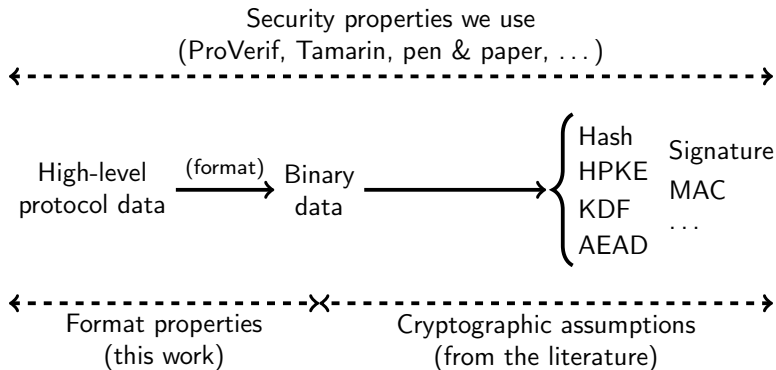 Security properties we use
(ProVerif, Tamarin, pen & paper, . . . )
High-level
protocol data
(format)
Binary
data
Hash
HPKE
KDF
AEAD
Signature
MAC
. . .
Format properties
(this work)
Cryptographic assumptions
(from the literature)